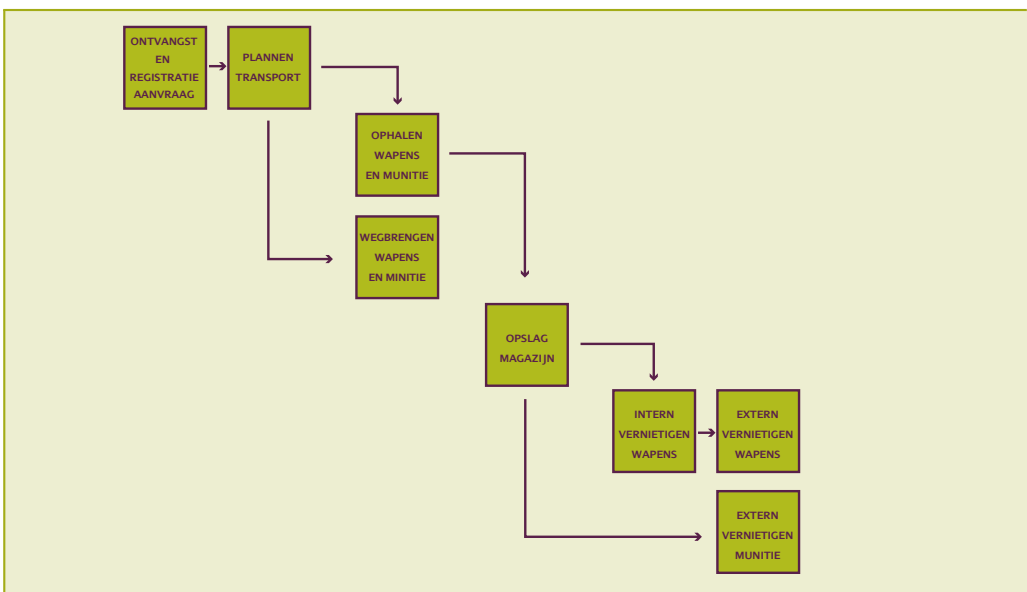 ONTVANGST
EN
REGISTRATIE
AANVRAAG
PLANNEN
TRANSPORT
OPHALEN
WAPENS
EN MUNITIE
WEGBRENGEN
WAPENS
EN MINITIE
OPSLAG
MAGAZIJN
INTERN
VERNIETIGEN
WAPENS
EXTERN
VERNIETIGEN
WAPENS
EXTERN
VERNIETIGEN
MUNITIE